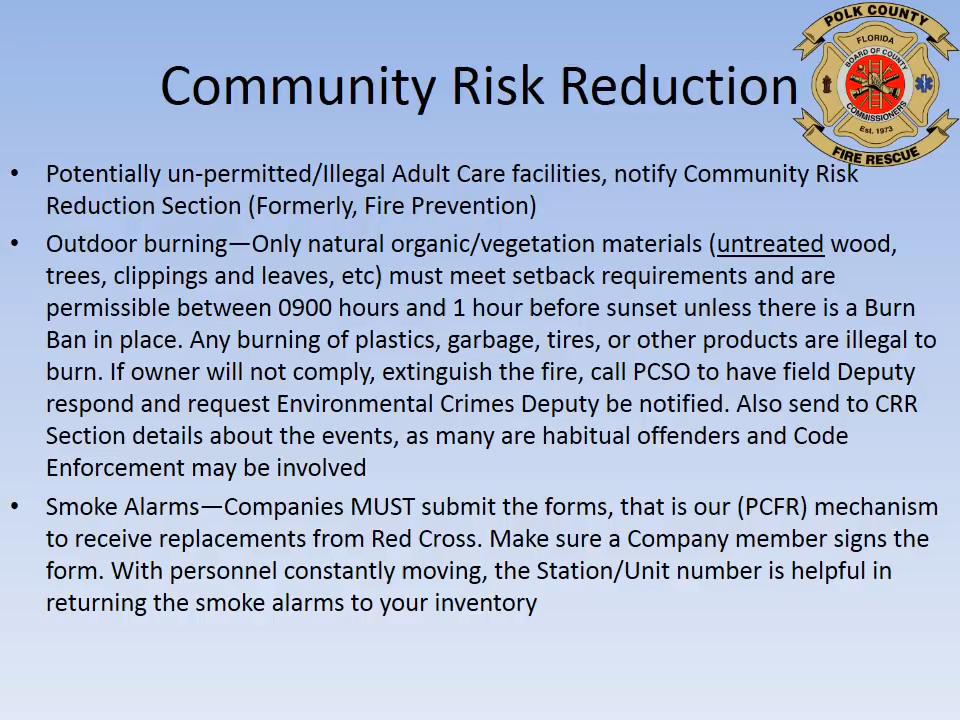 POLK COUNTY
FLORIDA
BOARD OF COUNTY
COMMISSIONERS
Est. 1973
FIRE RESCUE
Community Risk Reduction
• Potentially un-permitted/Illegal Adult Care facilities, notify Community Risk
Reduction Section (Formerly, Fire Prevention)
• Outdoor burning—Only natural organic/vegetation materials (untreated wood,
trees, clippings and leaves, etc) must meet setback requirements and are
permissible between 0900 hours and 1 hour before sunset unless there is a Burn
Ban in place. Any burning of plastics, garbage, tires, or other products are illegal to
burn. If owner will not comply, extinguish the fire, call PCSO to have field Deputy
respond and request Environmental Crimes Deputy be notified. Also send to CRR
Section details about the events, as many are habitual offenders and Code
Enforcement may be involved
• Smoke Alarms—Companies MUST submit the forms, that is our (PCFR) mechanism
to receive replacements from Red Cross. Make sure a Company member signs the
form. With personnel constantly moving, the Station/Unit number is helpful in
returning the smoke alarms to your inventory